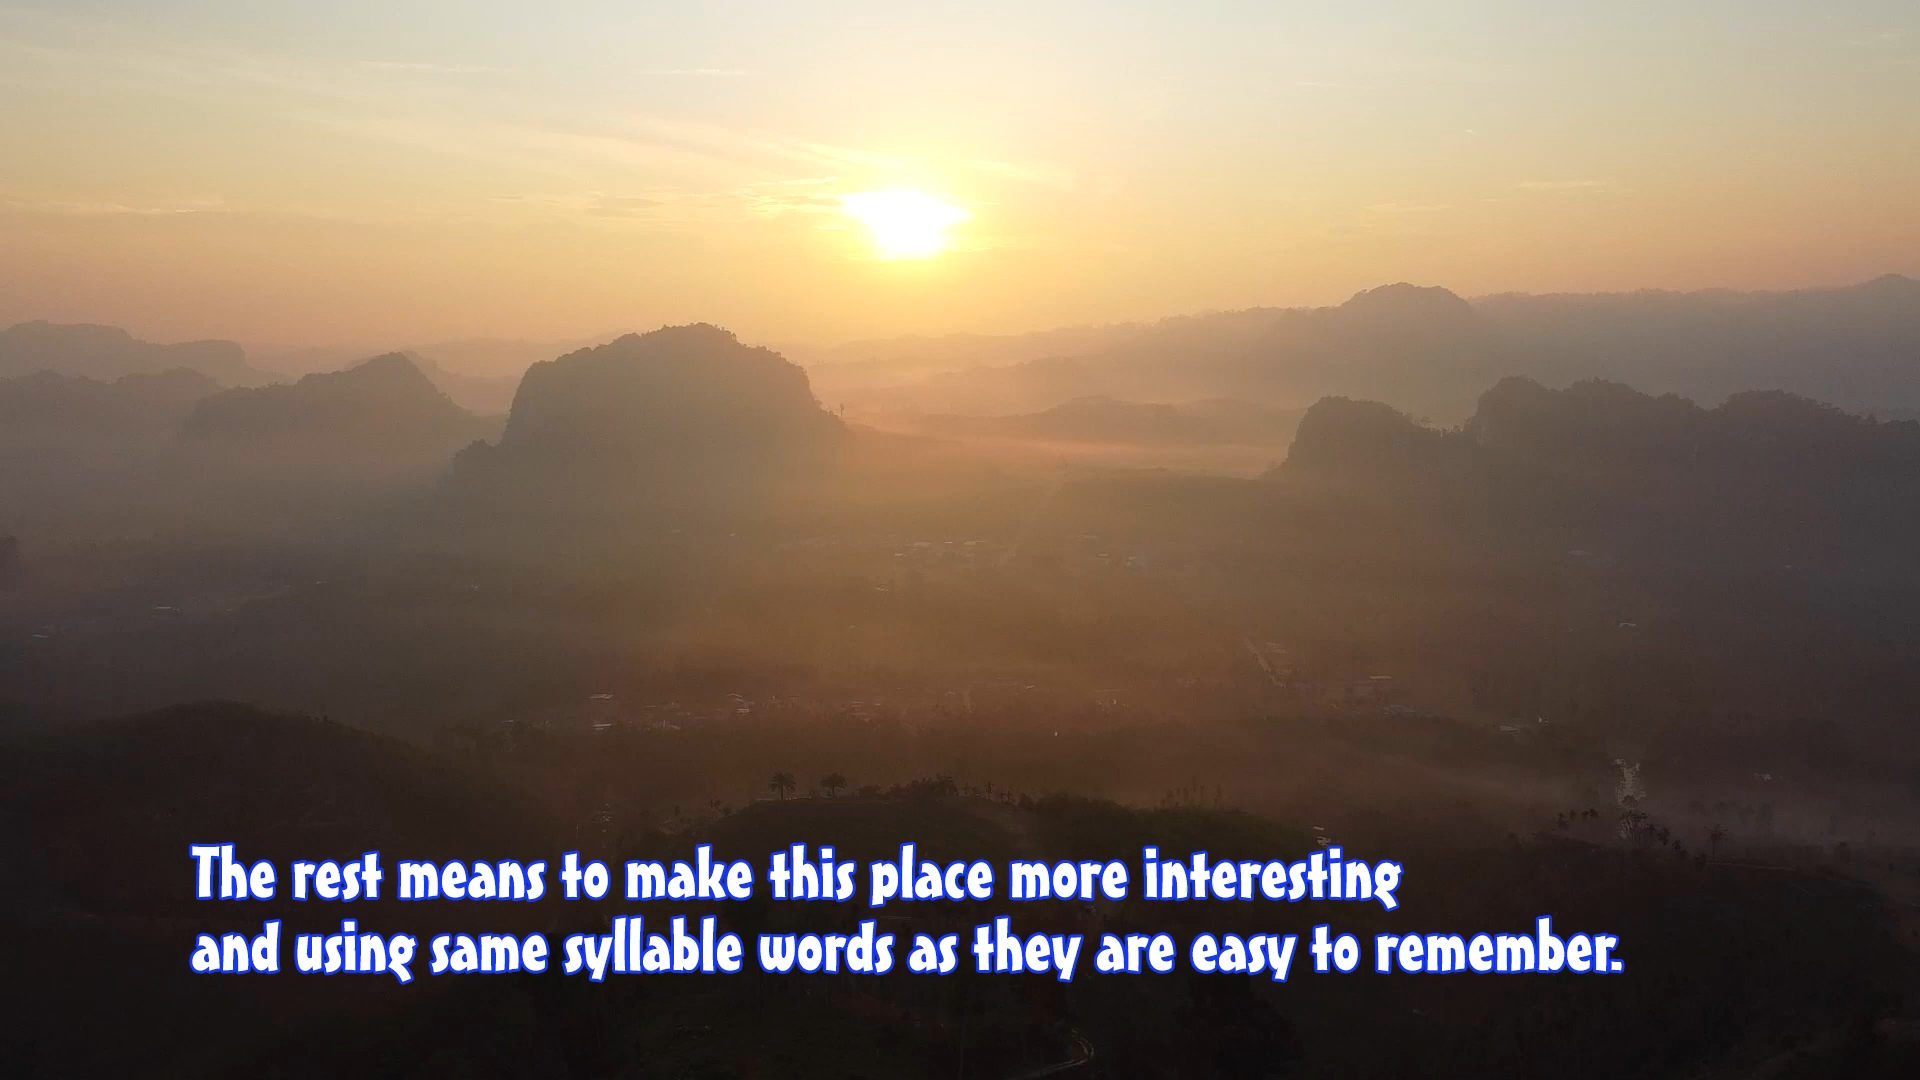 The rest means to make this place more interesting
and using same syllable words as they are easy to remember.